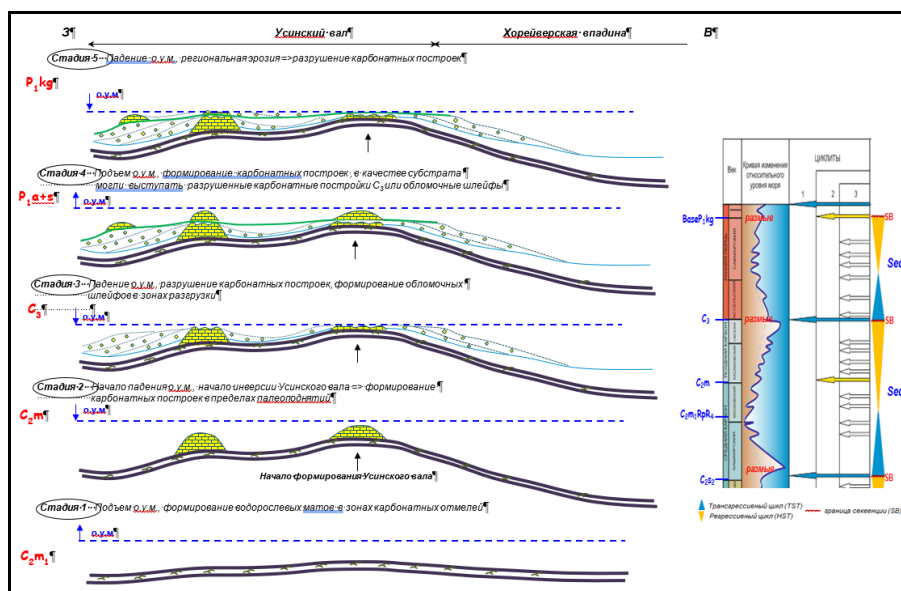 З Усинский вал Хорейверская впадина В
Стадия 5 Падение о.у.м., региональная эрозия=>разрушение карбонатных построек¶
P₁kg¶
о.у.м¶
Стадия 4 Подъем о.у.м., формирование карбонатных построек, в качестве субстрата
могли выступать разрушенные карбонатные постройки С₃ или обломочные шлейфы¶
P₁a+s¶
о.у.м¶
Стадия 3 Падение о.у.м., разрушение карбонатных построек, формирование обломочных
шлейфов в зонах разгрузки¶
C₃¶
о.у.м¶
Стадия 2 Начало падения о.у.м., начало инверсии Усинского вала => формирование
карбонатных построек в пределах палеоподнятий¶
C₂m¶
о.у.м¶
Начало формирования Усинского вала¶
Стадия 1 Подъем о.у.м., формирование водорослевых матов в зонах карбонатных отмелей¶
о.у.м¶
C₂m₁¶
Век
Кривая изменения
относительного
уровня моря
ЦИКЛИТЫ
1 2 3
BaseP₁kg
размыв
SB
Sec
C₃
размыв
SB
C₂m
Sec
C₂m₁RpR₄
размыв
C₂s₂
SB
Трансгрессивный цикл (TST)
Регрессивный цикл (HST)
граница секвенции (SB)